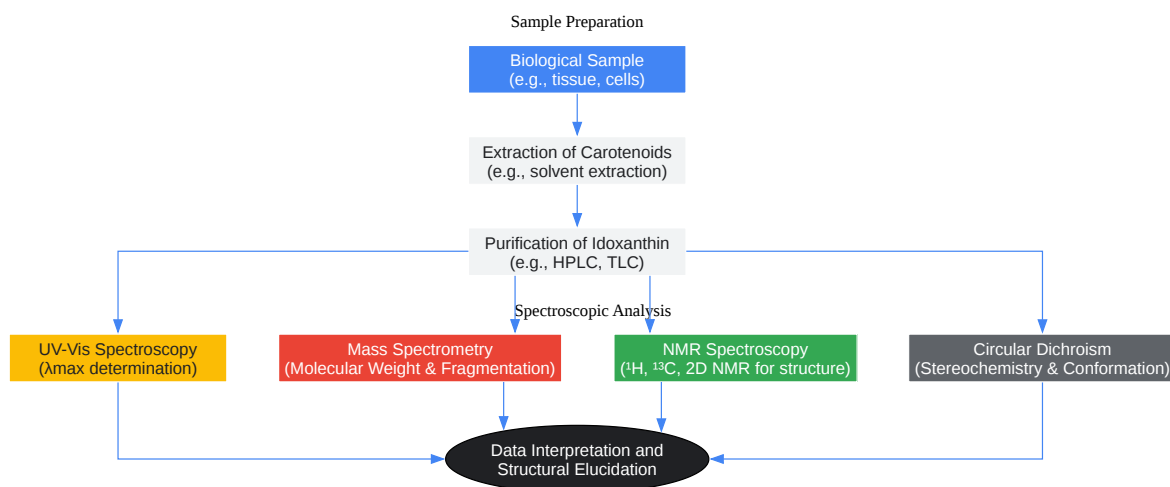 Sample Preparation
Biological Sample
(e.g., tissue, cells)
Extraction of Carotenoids
(e.g., solvent extraction)
Purification of Idoxanthin
(e.g., HPLC, TLC)
Spectroscopic Analysis
UV-Vis Spectroscopy
(λmax determination)
Mass Spectrometry
(Molecular Weight & Fragmentation)
NMR Spectroscopy
(¹H, ¹³C, 2D NMR for structure)
Circular Dichroism
(Stereochemistry & Conformation)
Data Interpretation and
Structural Elucidation